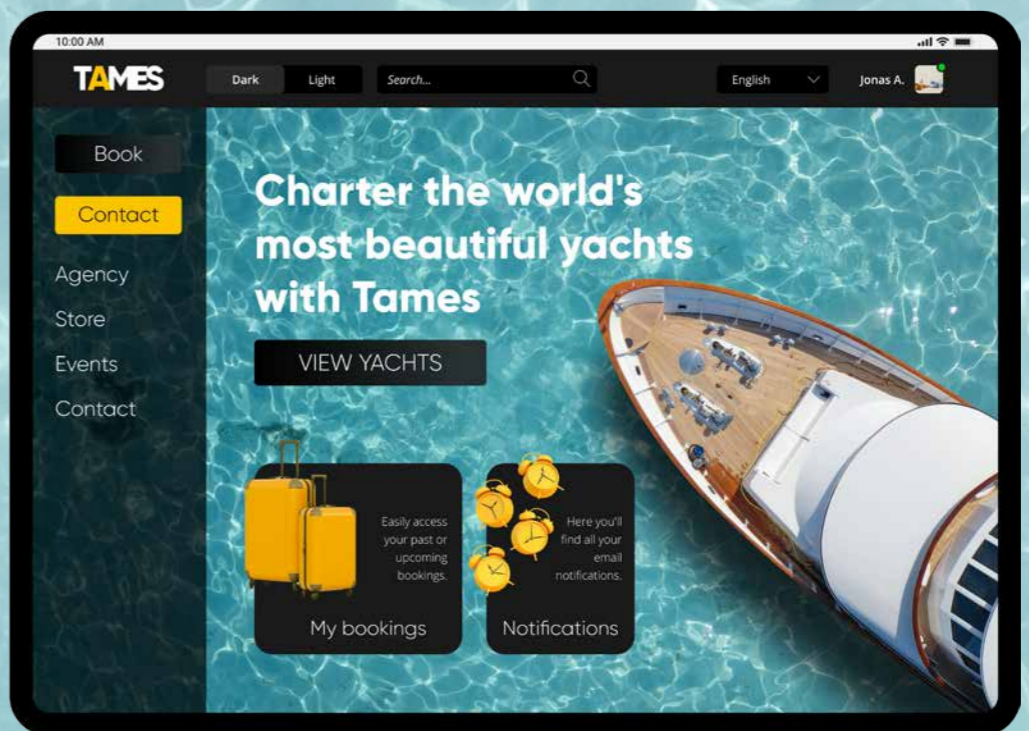 10:00 AM
TAMES
Dark
Light
Search...
English
Jonas A.
Book
Contact
Agency
Store
Events
Contact
Charter the world's
most beautiful yachts
with Tames
VIEW YACHTS
Easily access
your past or
upcoming
bookings.
My bookings
Here you'll
find all your
email
notifications.
Notifications